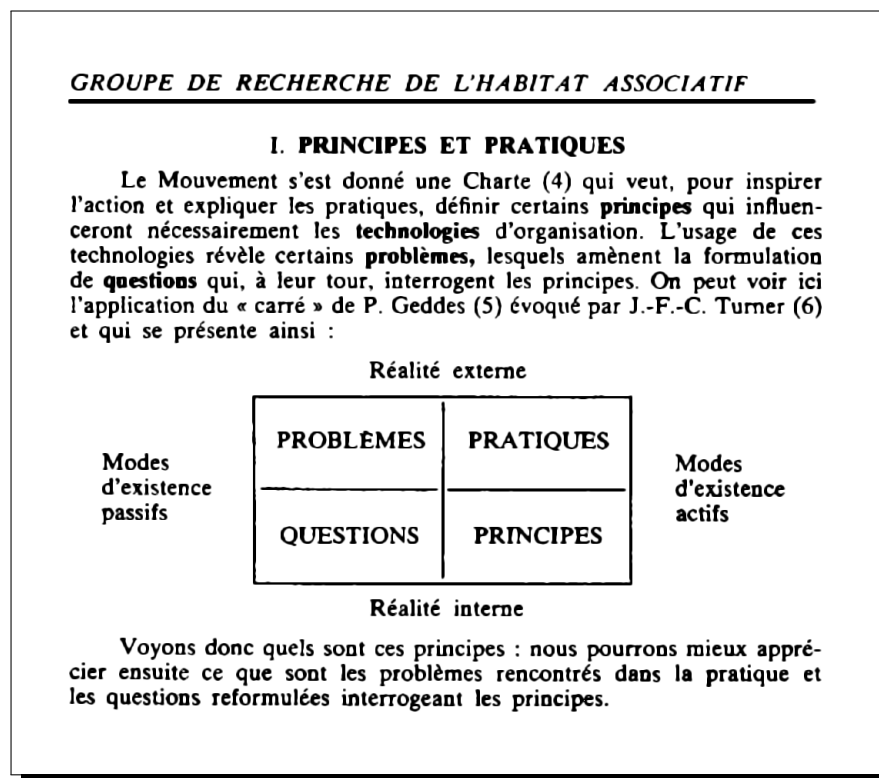 GROUPE DE RECHERCHE DE L'HABITAT ASSOCIATIF
I. PRINCIPES ET PRATIQUES
Le Mouvement s'est donné une Charte (4) qui veut, pour inspirer
l'action et expliquer les pratiques, définir certains principes qui influen-
ceront nécessairement les technologies d'organisation. L'usage de ces
technologies révèle certains problèmes, lesquels amènent la formulation
de questions qui, à leur tour, interrogent les principes. On peut voir ici
l'application du « carré » de P. Geddes (5) évoqué par J.-F.-C. Turner (6)
et qui se présente ainsi :
Réalité externe
PROBLÈMES PRATIQUES
Modes
d'existence
passifs
Modes
d'existence
actifs
QUESTIONS PRINCIPES
Réalité interne
Voyons donc quels sont ces principes : nous pourrons mieux appré-
cier ensuite ce que sont les problèmes rencontrés dans la pratique et
les questions reformulées interrogeant les principes.